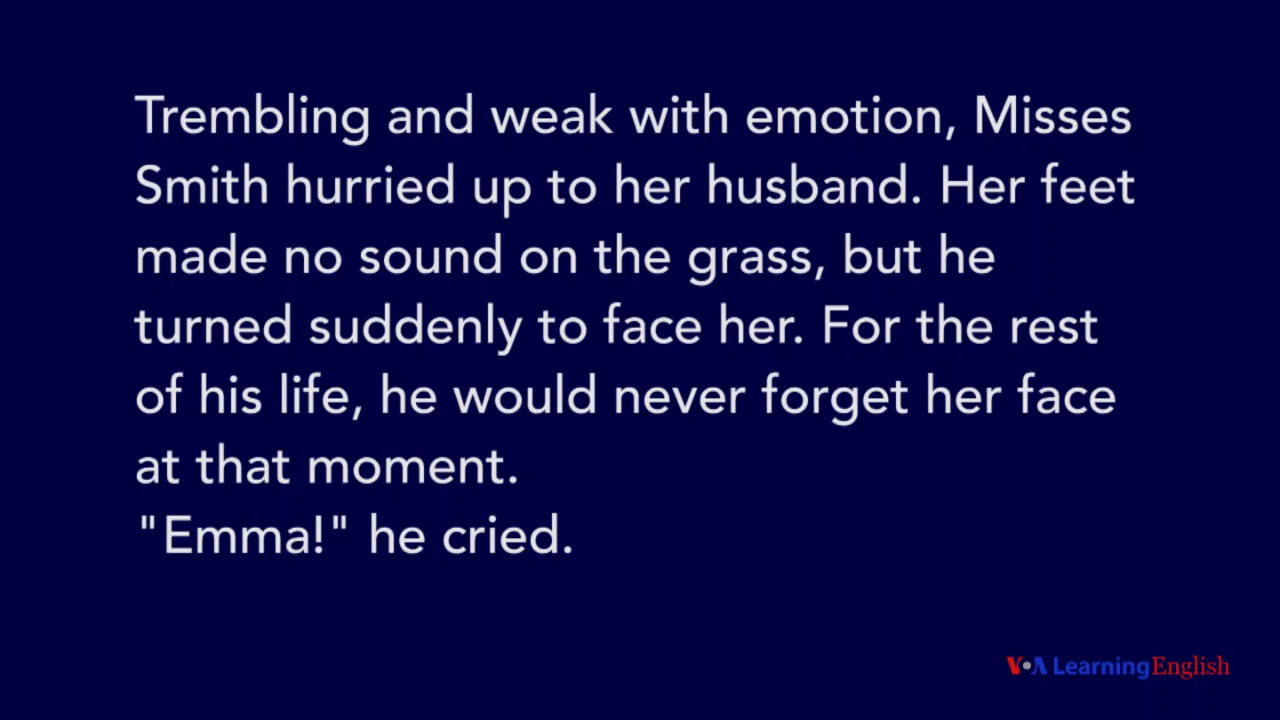 Trembling and weak with emotion, Misses
Smith hurried up to her husband. Her feet
made no sound on the grass, but he
turned suddenly to face her. For the rest
of his life, he would never forget her face
at that moment.
"Emma!" he cried.
VOA Learning English